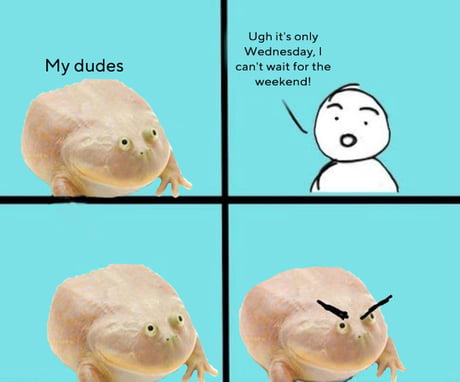 My dudes
Ugh it's only
Wednesday, I
can't wait for the
weekend!